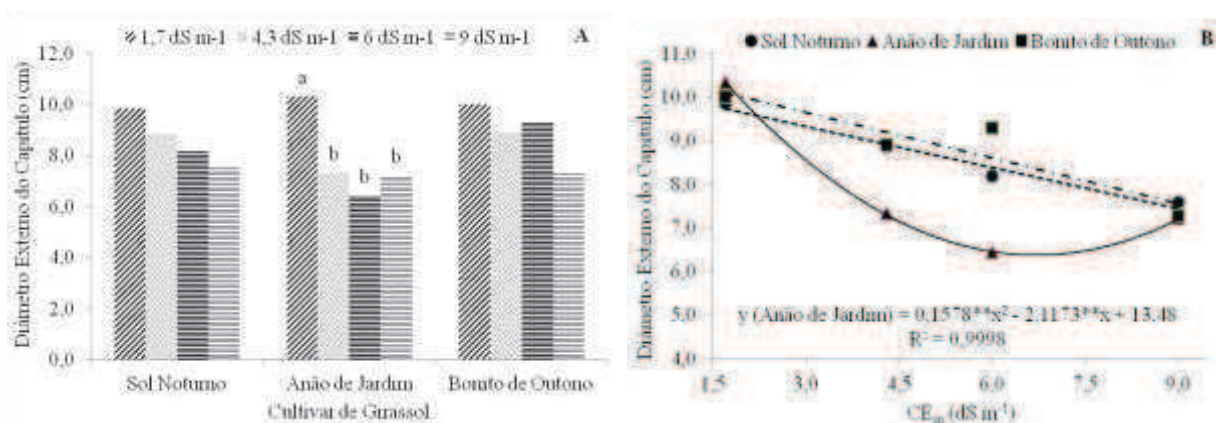 1,7 dS m-1 4,3 dS m-1 6 dS m-1 9 dS m-1 A
Diâmetro Externo do Capítulo (cm)
12,0
10,0
8,0
6,0
4,0
2,0
0,0
a
b
b
b
Sol Noturno Anão de Jardim Bonito de Outono
Cultivar de Girassol
Sol Noturno Anão de Jardim Bonito de Outono B
Diâmetro Externo do Capítulo (cm)
11,0
10,0
9,0
8,0
7,0
6,0
5,0
4,0
y (Anão de Jardim) = 0,1578**x² - 2,1173**x + 13,48
R² = 0,9998
1,5 3,0 4,5 6,0 7,5 9,0
(dS m⁻¹)